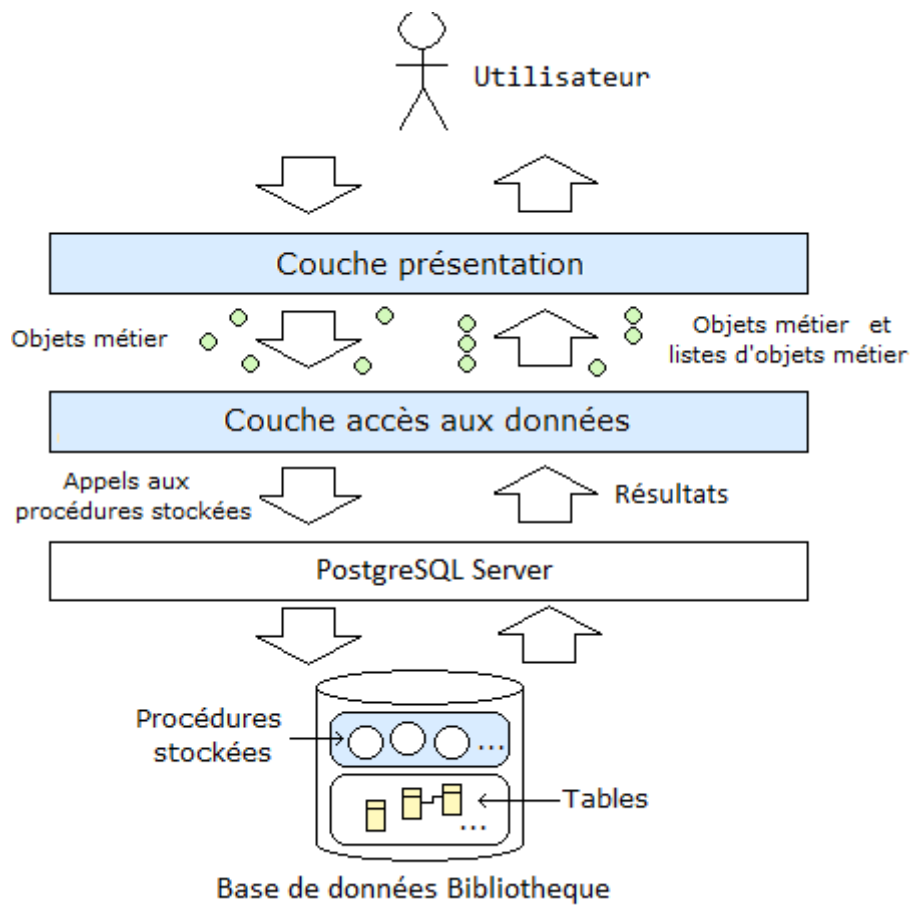 Utilisateur
Couche présentation
Objets métier
Objets métier et
listes d'objets métier
Couche accès aux données
Appels aux
procédures stockées
Résultats
PostgreSQL Server
Procédures
stockées
...
Tables
...
Base de données Bibliotheque